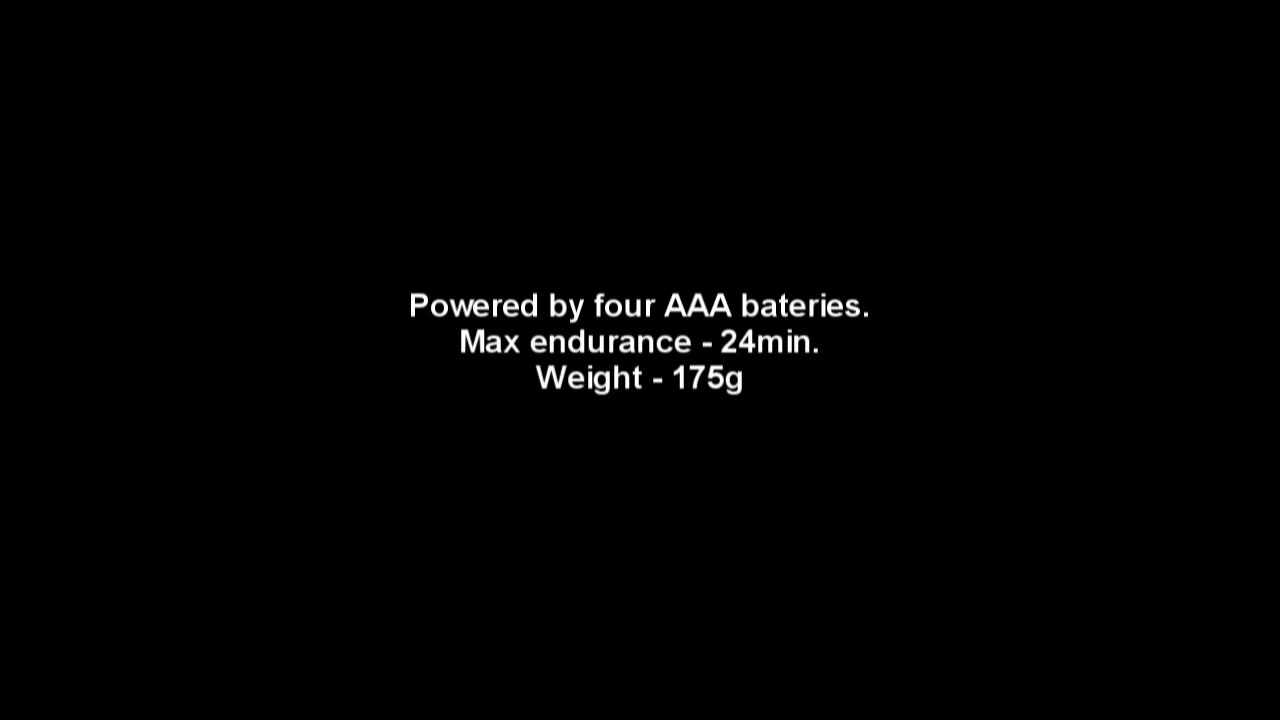 Powered by four AAA bateries.
Max endurance - 24min.
Weight - 175g